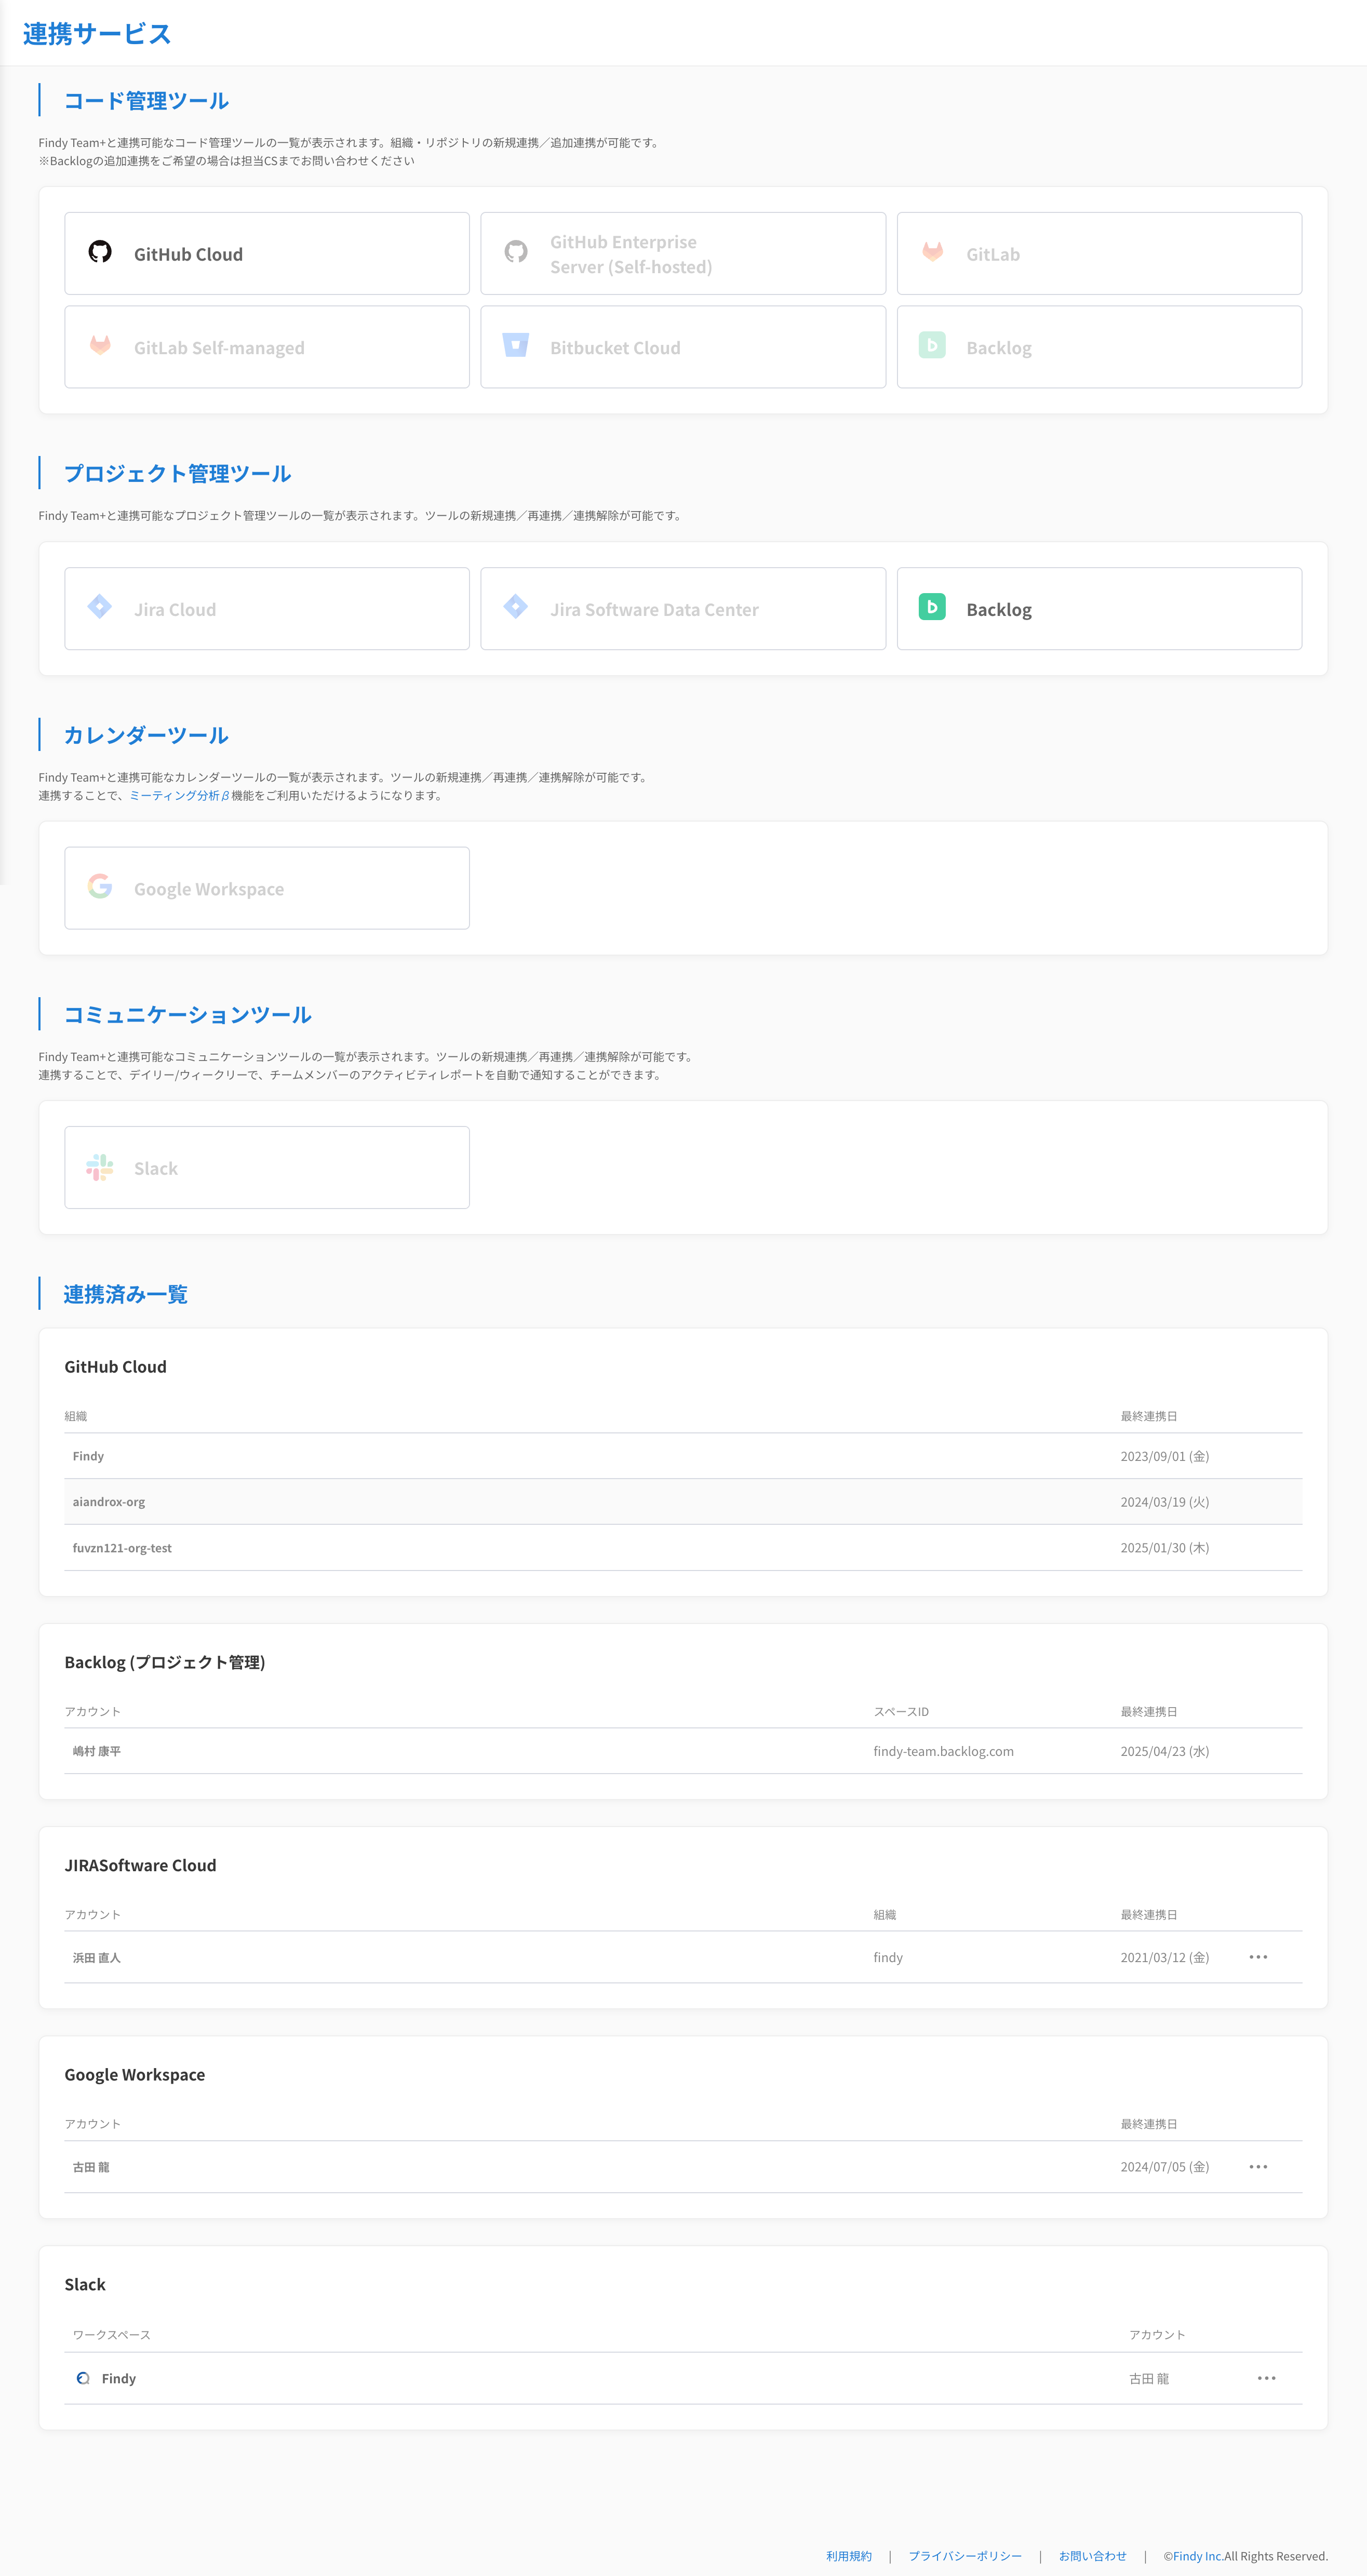 連携サービス
コード管理ツール
Findy Team+と連携可能なコード管理ツールの一覧が表示されます。組織・リポジトリの新規連携／追加連携が可能です。
※Backlogの追加連携をご希望の場合は担当CSまでお問い合わせください
GitHub Cloud
GitHub Enterprise
Server (Self-hosted)
GitLab
GitLab Self-managed
Bitbucket Cloud
Backlog
プロジェクト管理ツール
Findy Team+と連携可能なプロジェクト管理ツールの一覧が表示されます。ツールの新規連携／再連携／連携解除が可能です。
Jira Cloud
Jira Software Data Center
Backlog
カレンダーツール
Findy Team+と連携可能なカレンダーツールの一覧が表示されます。ツールの新規連携／再連携／連携解除が可能です。
連携することで、ミーティング分析β機能をご利用いただけるようになります。
Google Workspace
コミュニケーションツール
Findy Team+と連携可能なコミュニケーションツールの一覧が表示されます。ツールの新規連携／再連携／連携解除が可能です。
連携することで、デイリー/ウィークリーで、チームメンバーのアクティビティレポートを自動で通知することができます。
Slack
連携済み一覧
GitHub Cloud
組織 最終連携日
Findy 2023/09/01 (金)
aiandrox-org 2024/03/19 (火)
fuvzn121-org-test 2025/01/30 (木)
Backlog (プロジェクト管理)
アカウント スペースID 最終連携日
嶋村 康平 findy-team.backlog.com 2025/04/23 (水)
JIRASoftware Cloud
アカウント 組織 最終連携日
浜田 直人 findy 2021/03/12 (金)
Google Workspace
アカウント 最終連携日
古田 龍 2024/07/05 (金)
Slack
ワークスペース アカウント
Findy 古田 龍
利用規約 | プライバシーポリシー | お問い合わせ | ©Findy Inc.All Rights Reserved.